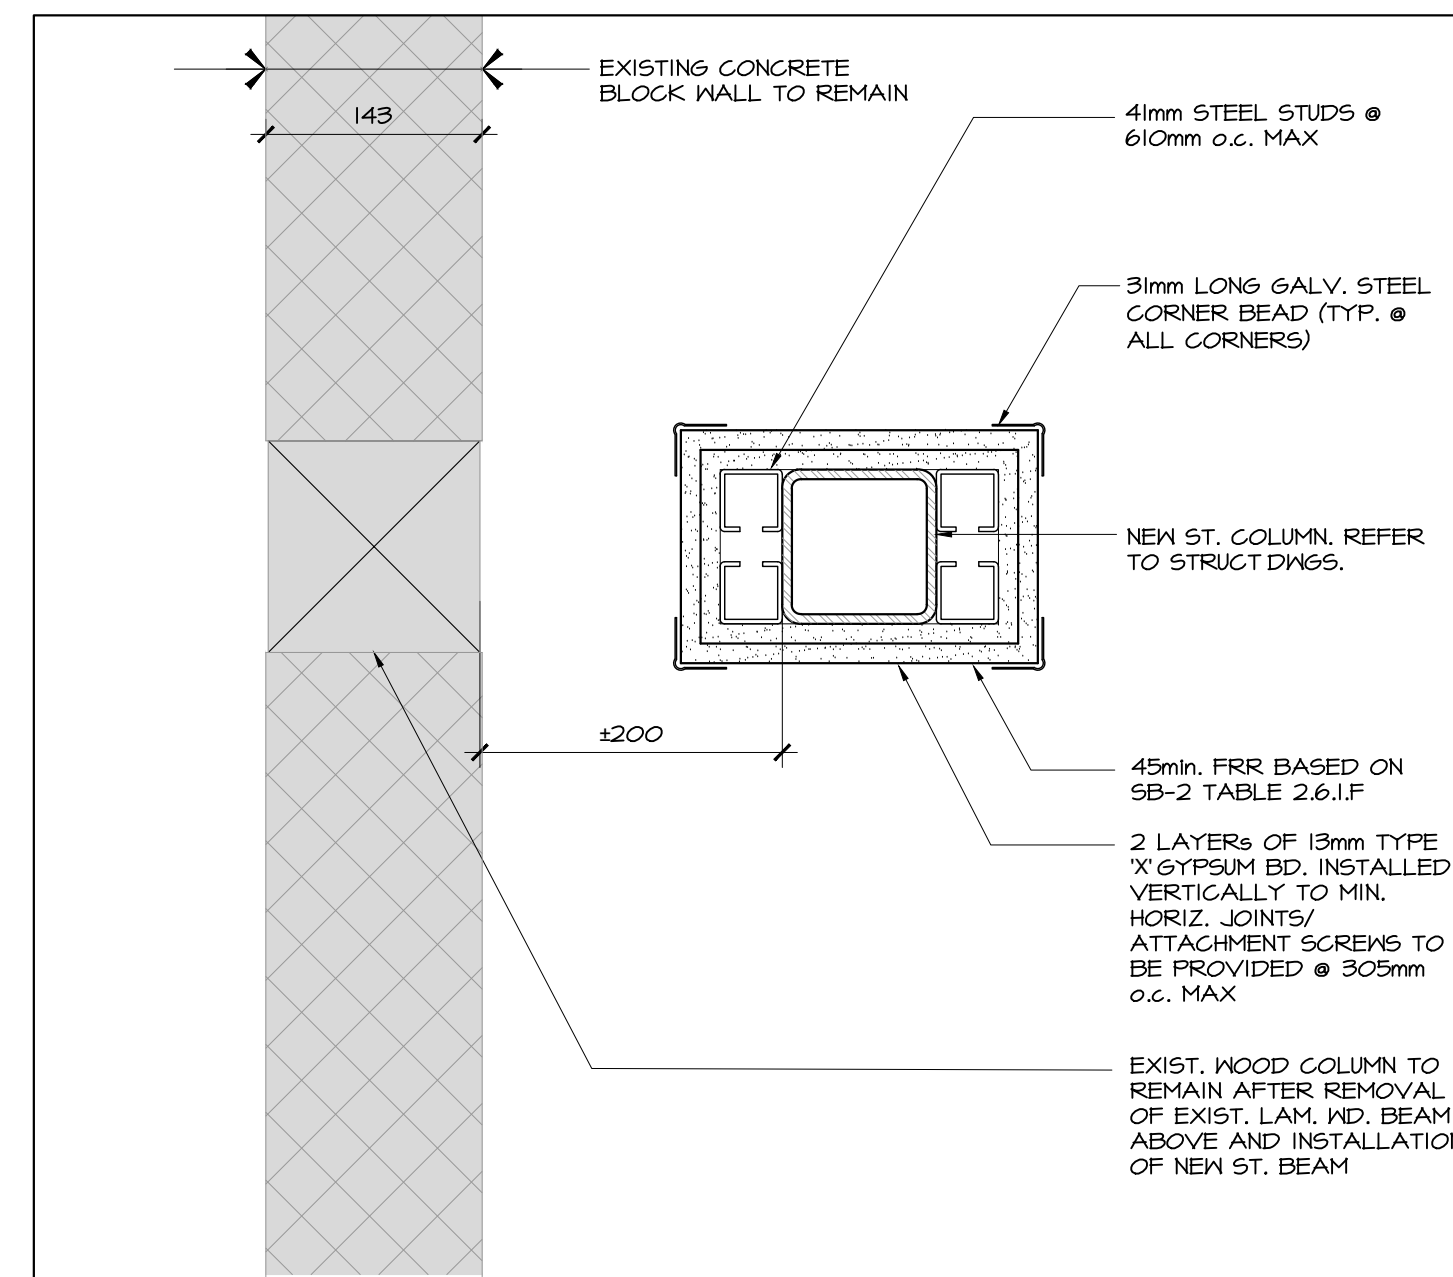 EXISTING CONCRETE
BLOCK WALL TO REMAIN
143
41mm STEEL STUDS @
610mm o.c. MAX
31mm LONG GALV. STEEL
CORNER BEAD (TYP. @
ALL CORNERS)
NEW ST. COLUMN. REFER
TO STRUCT DWGS.
±200
45min. FRR BASED ON
SB-2 TABLE 2.6.1.F
2 LAYERs OF 13mm TYPE
'X' GYPSUM BD. INSTALLED
VERTICALLY TO MIN.
HORIZ. JOINTS/
ATTACHMENT SCREWS TO
BE PROVIDED @ 305mm
o.c. MAX
EXIST. WOOD COLUMN TO
REMAIN AFTER REMOVAL
OF EXIST. LAM. WD. BEAM
ABOVE AND INSTALLATIO
OF NEW ST. BEAM